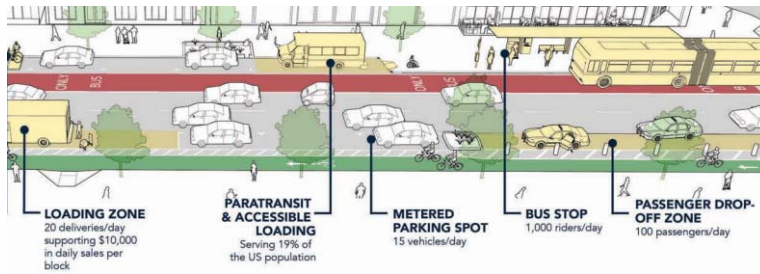 ONLY
BUS
ONLY
BUS
LOADING ZONE
20 deliveries/day
supporting $10,000
in daily sales per
block
PARATRANSIT
& ACCESSIBLE
LOADING
Serving 19% of
the US population
METERED
PARKING SPOT
15 vehicles/day
BUS STOP
1,000 riders/day
PASSENGER DROP-
OFF ZONE
100 passengers/day